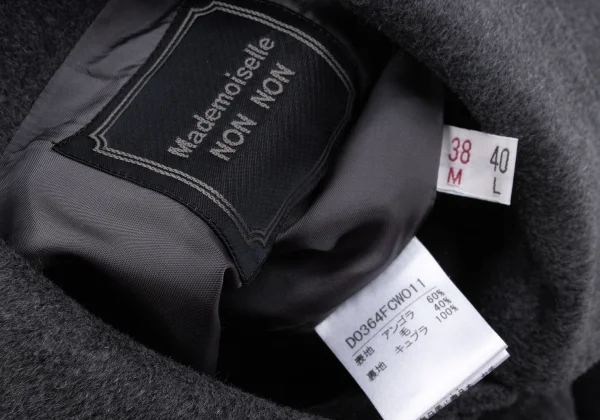 Mademoiselle
NON NON
38 40
M L
D0364FCW011
表地 アンゴラ 60%
毛 40%
裏地 キュプラ 100%